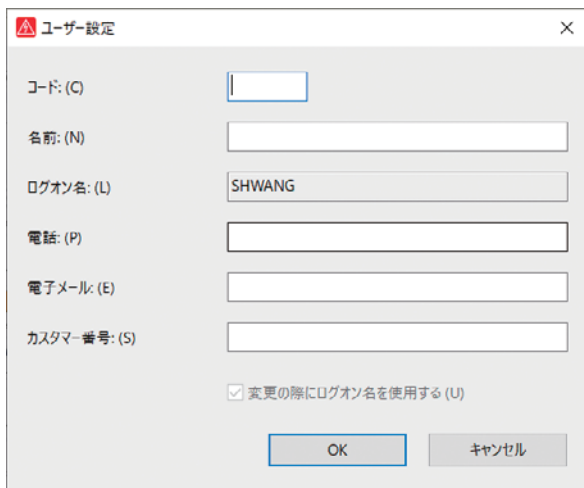 ユーザー設定
コード: (C)
名前: (N)
ログオン名: (L)
SHWANG
電話: (P)
電子メール: (E)
カスタマー番号: (S)
変更の際にログオン名を使用する (U)
OK
キャンセル